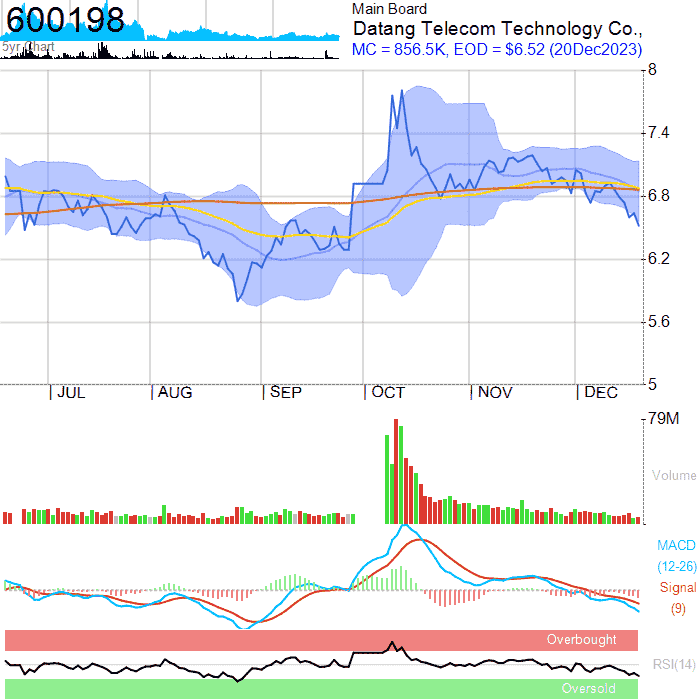 600198
5yr Chart
Main Board
Datang Telecom Technology Co.,
MC = 856.5K, EOD = $6.52 (20Dec2023)
8
7.4
6.8
6.2
5.6
5
JUL
AUG
SEP
OCT
NOV
DEC
79M
Volume
MACD
(12-26)
Signal
(9)
Overbought
RSI(14)
Oversold